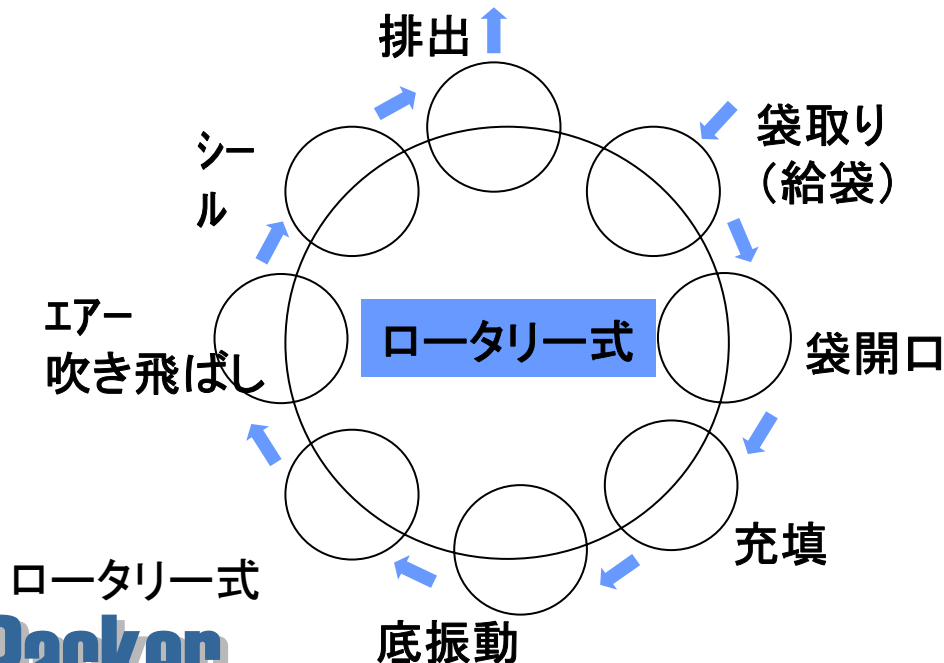 排出
袋取り
（給袋）
シー
ル
エアー
吹き飛ばし
ロータリー式
袋開口
充填
ロータリー式
底振動
Packer